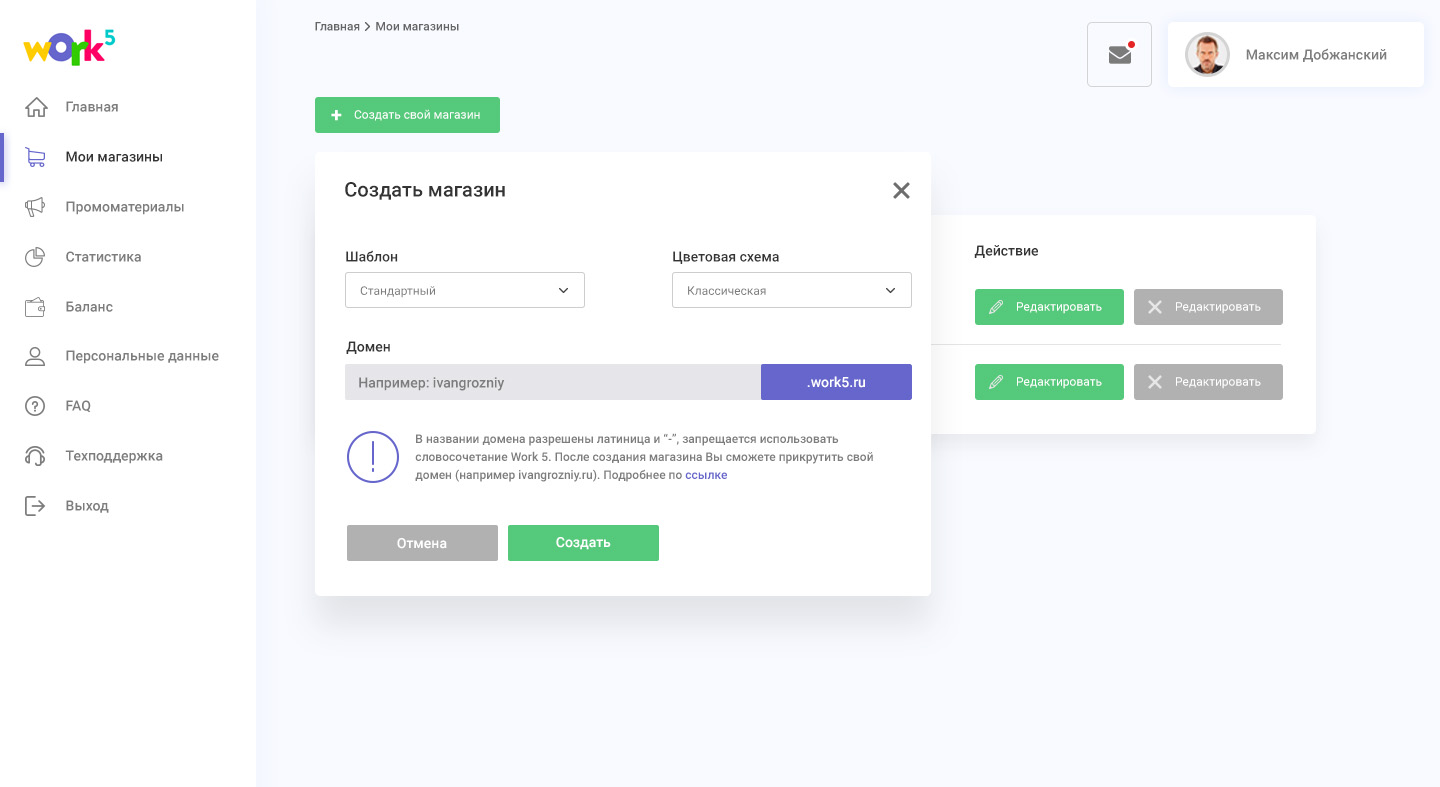 work5
Главная
Мои магазины
Промоматериалы
Статистика
Баланс
Персональные данные
FAQ
Техподдержка
Выход
Главная > Мои магазины
Максим Добжанский
+ Создать свой магазин
Создать магазин
Шаблон
Цветовая схема
Стандартный
Классическая
Домен
Например: ivangrozniy
.work5.ru
В названии домена разрешены латиница и “-”, запрещается использовать
словосочетание Work 5. После создания магазина Вы сможете прикрутить свой
домен (например ivangrozniy.ru). Подробнее по ссылке
Отмена
Создать
Действие
Редактировать
Редактировать
Редактировать
Редактировать